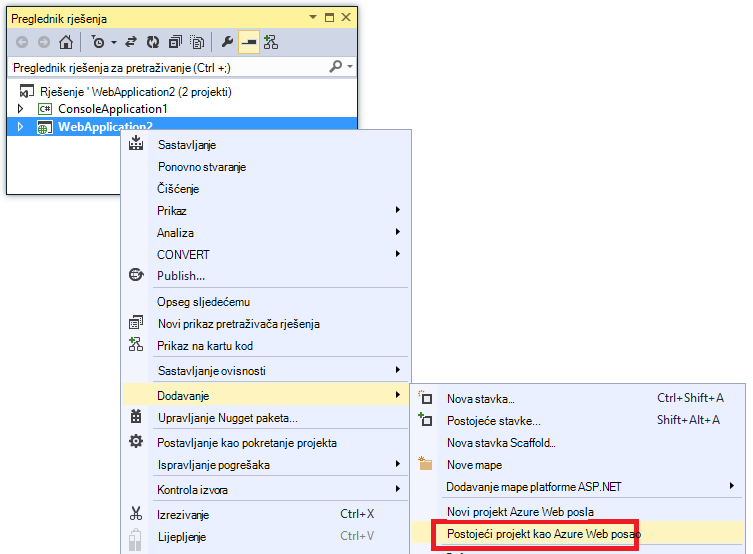 Preglednik rješenja
Preglednik rješenja za pretraživanje (Ctrl +;)
Rješenje ' WebApplication2 (2 projekti)
C# ConsoleApplication1
WebApplication2
Sastavljanje
Ponovno stvaranje
Čišćenje
Prikaz
Analiza
CONVERT
Publish...
Opseg sljedećemu
Novi prikaz pretraživača rješenja
Prikaz na kartu kod
Sastavljanje ovisnosti
Dodavanje
Upravljanje Nugget paketa...
Postavljanje kao pokretanje projekta
Ispravljanje pogrešaka
Kontrola izvora
Izrezivanje Ctrl+X
Lijepljenje Ctrl+V
Nova stavka... Ctrl+Shift+A
Postojeće stavke... Shift+Alt+A
Nova stavka Scaffold...
Nove mape
Dodavanje mape platforme ASP.NET
Novi projekt Azure Web posla
Postojeći projekt kao Azure Web posao